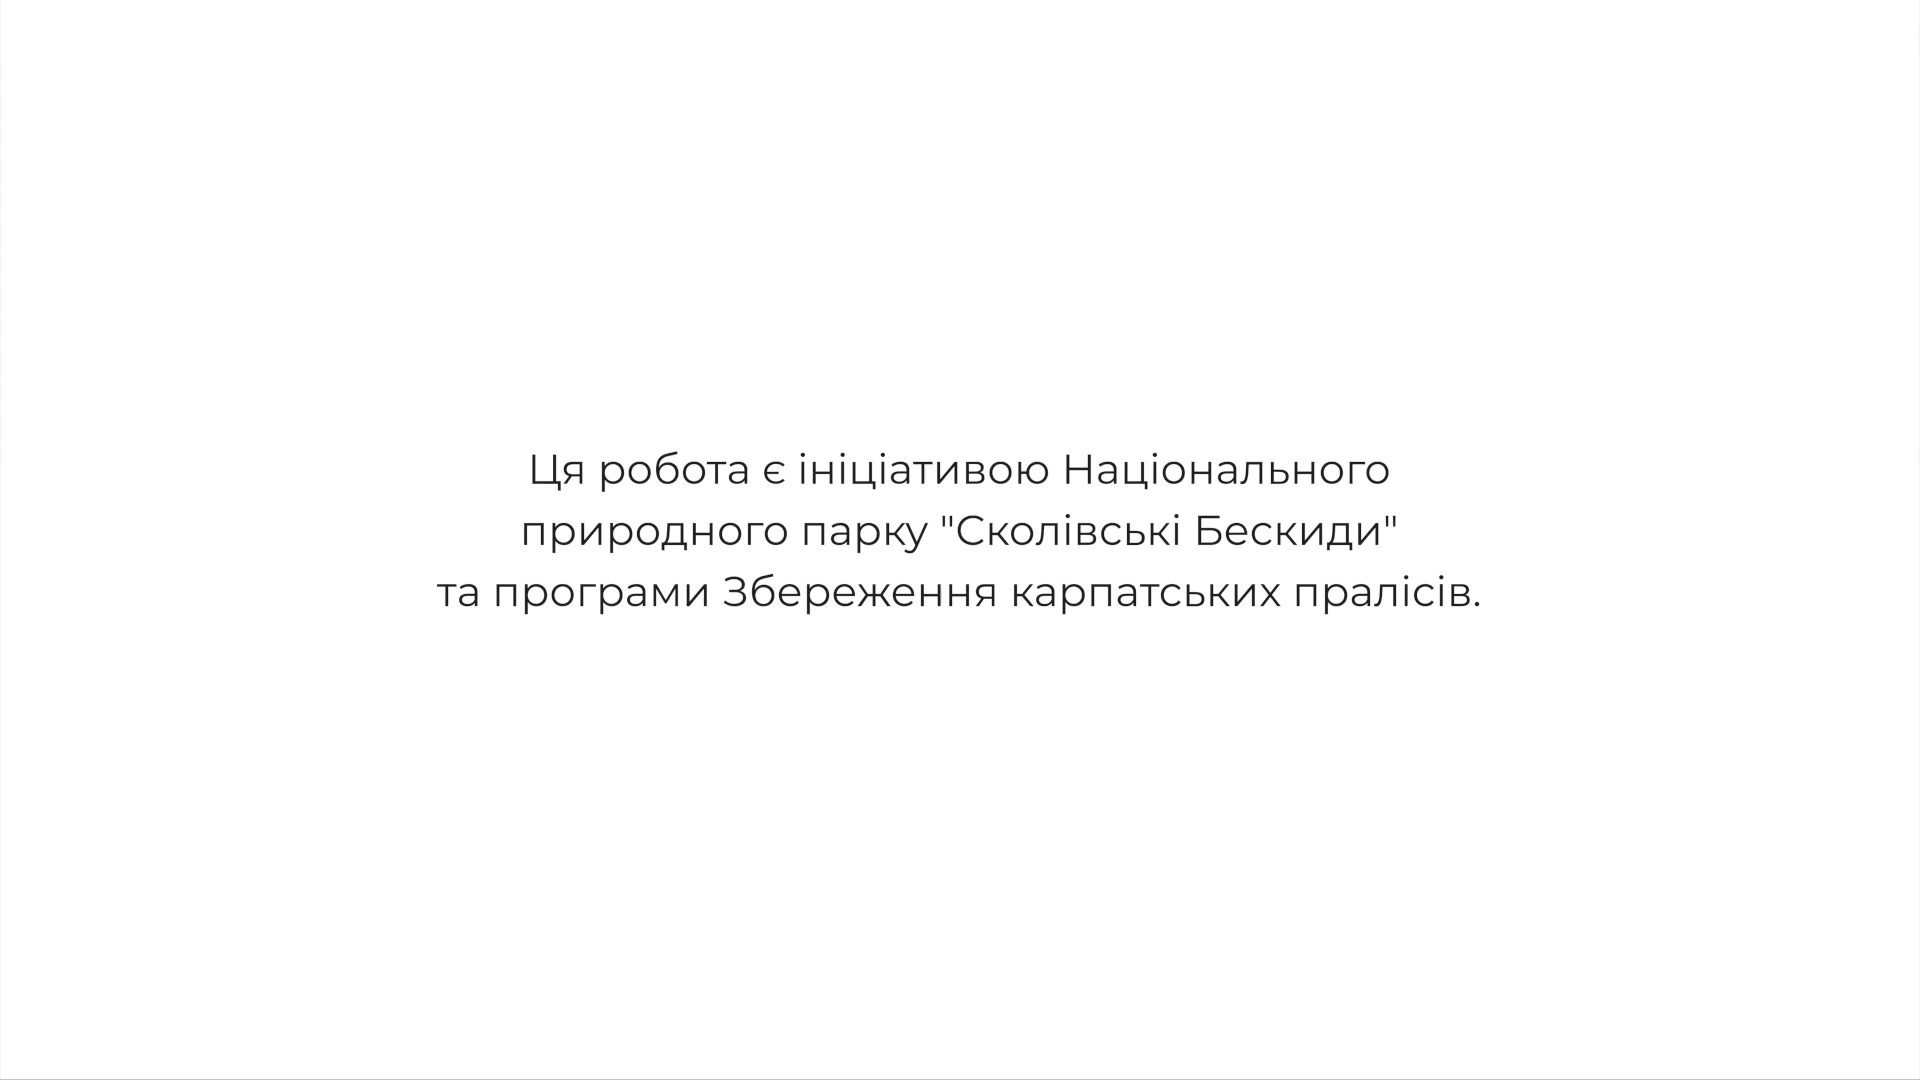 Ця робота є ініціативою Національного
природного парку "Сколівські Бескиди"
та програми Збереження карпатських пралісів.